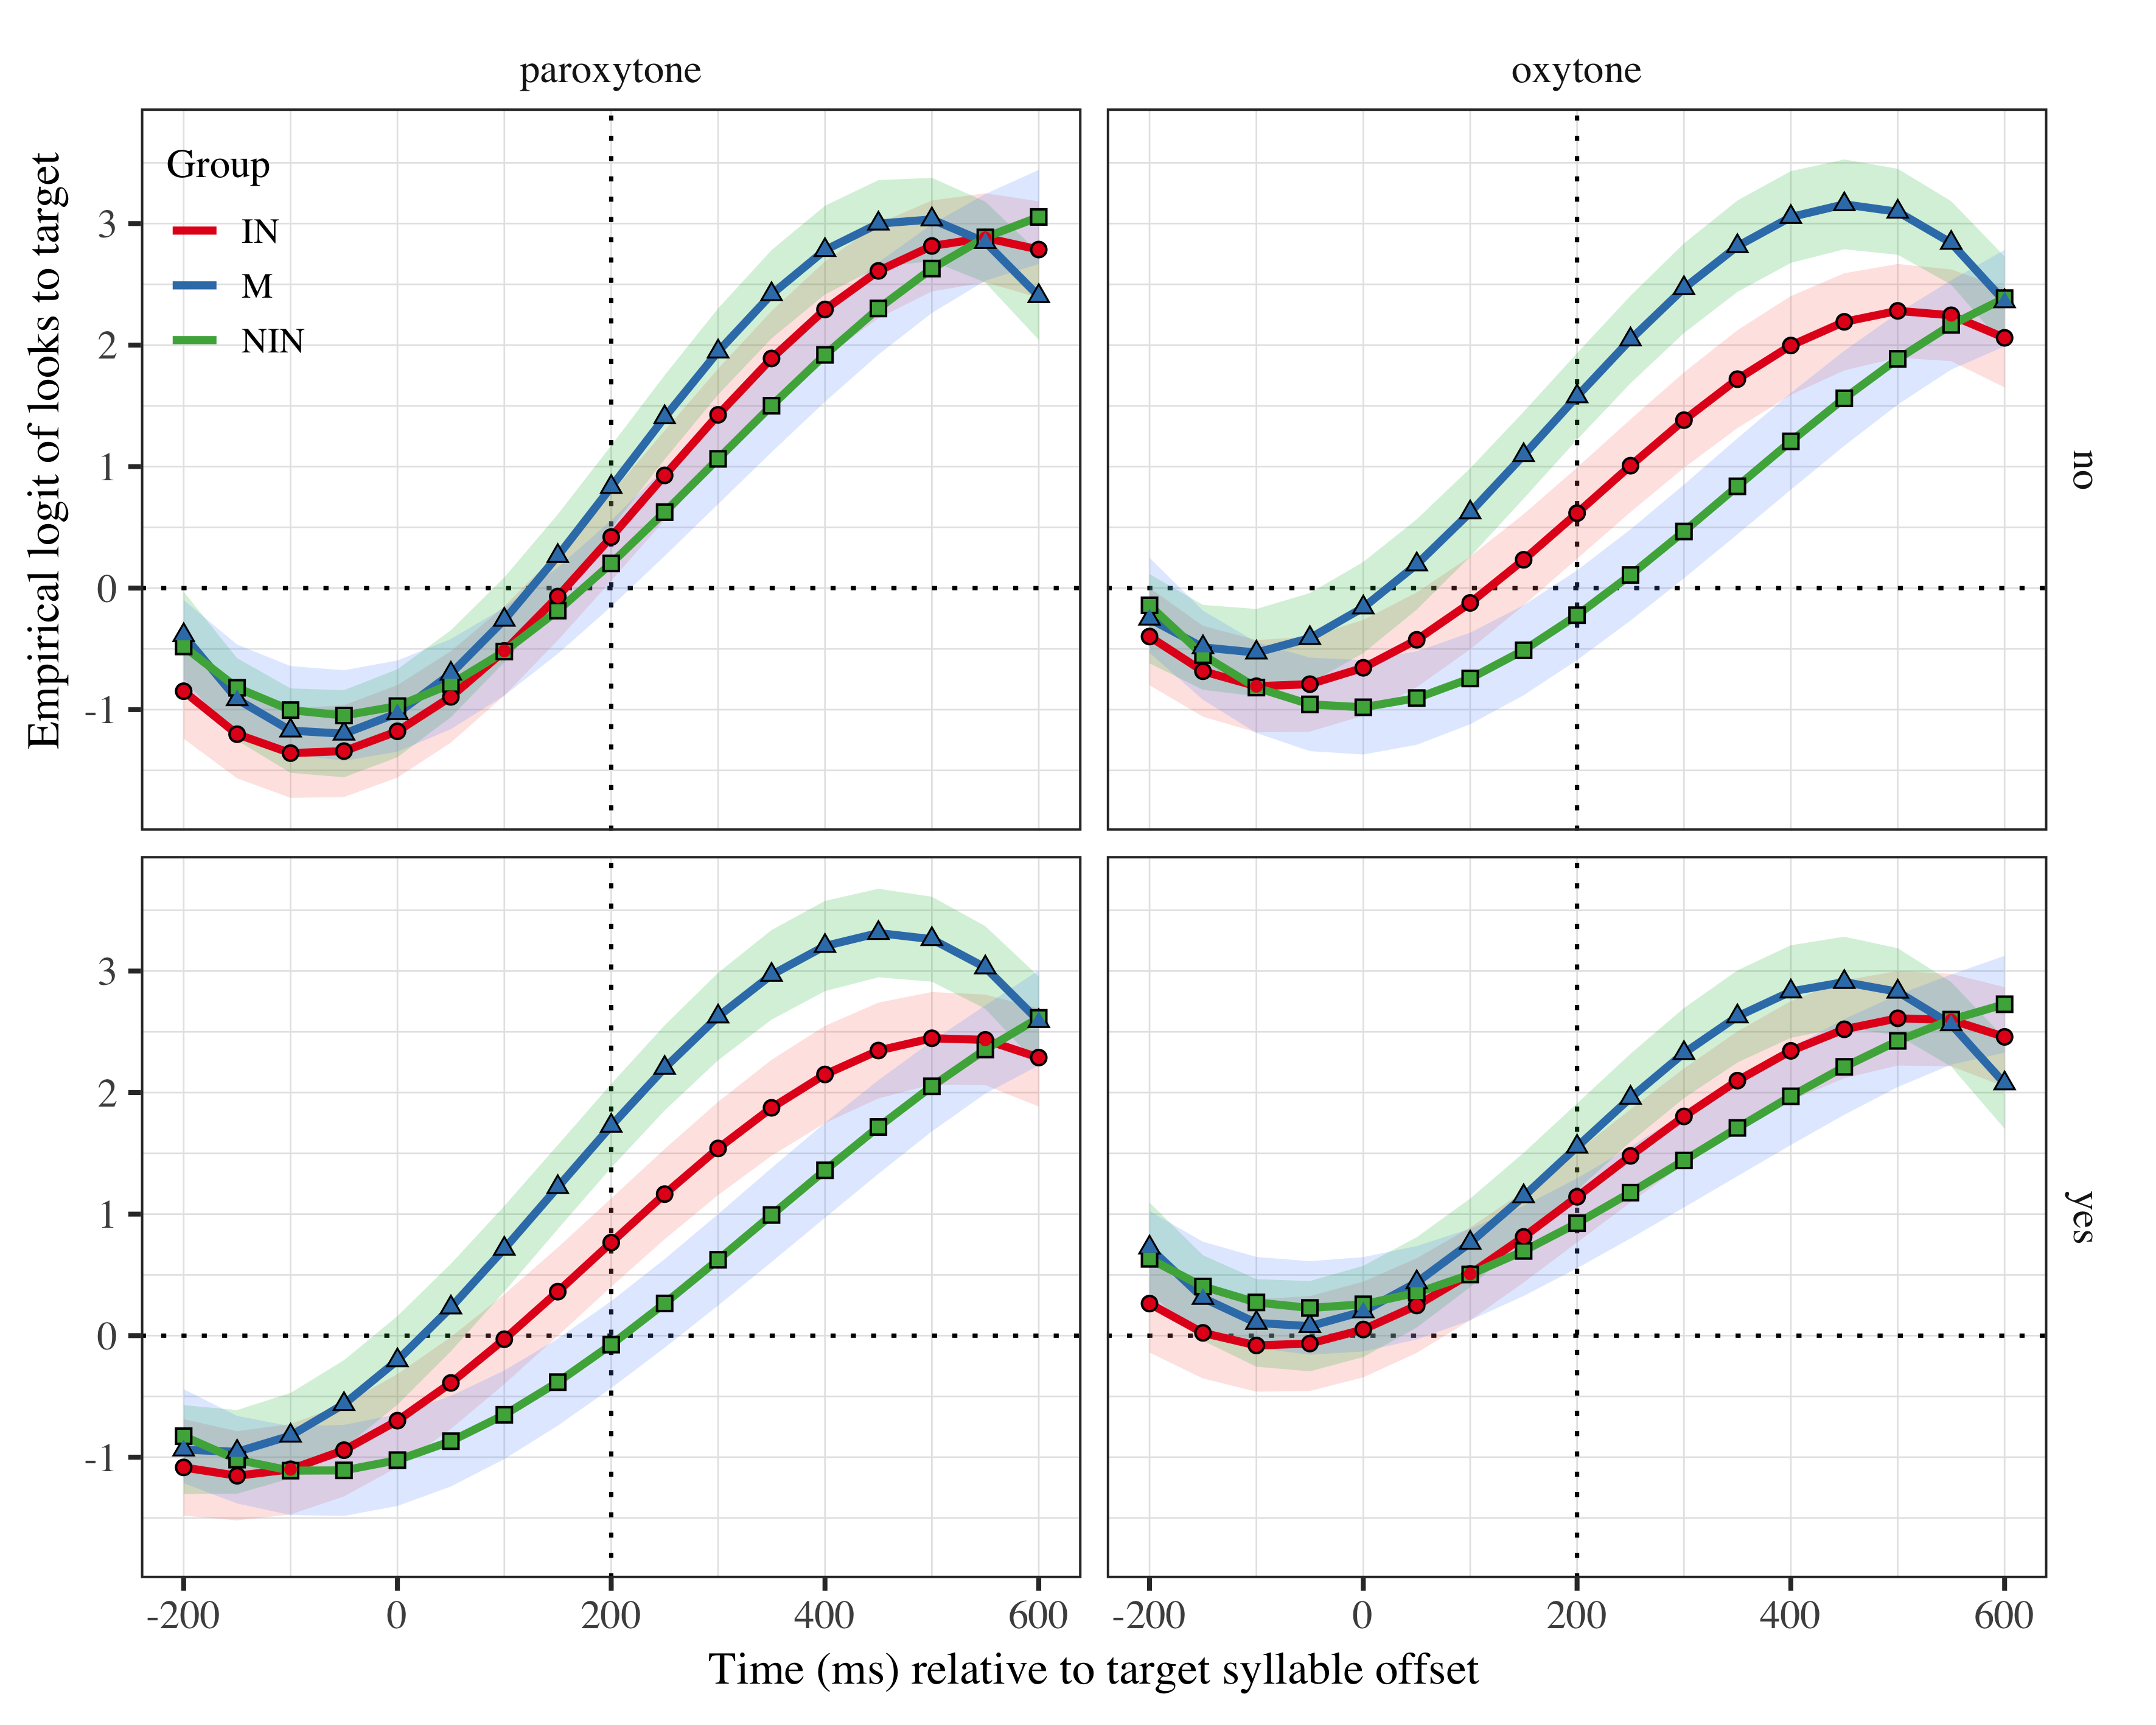 paroxytone
oxytone
Group
IN
M
NIN
Empirical logit of looks to target
3
2
1
0
-1
no
3
2
1
0
-1
yes
-200
0
200
400
600
-200
0
200
400
600
Time (ms) relative to target syllable offset